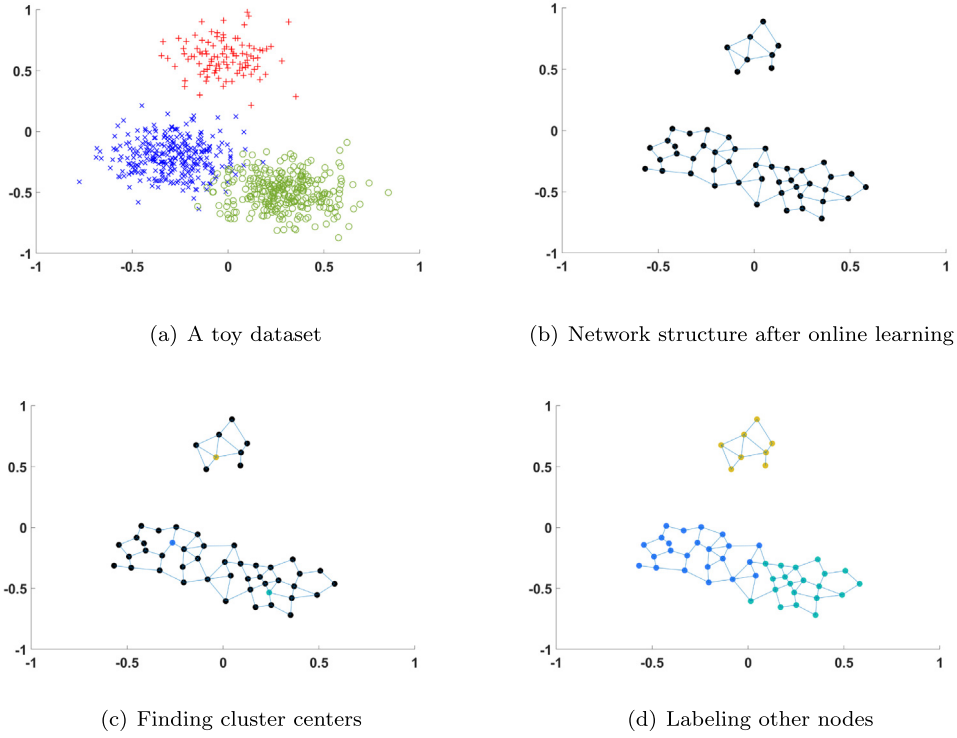 1
0.5
0
-0.5
-1
-1 -0.5 0 0.5 1
(a) A toy dataset
1
0.5
0
-0.5
-1
-1 -0.5 0 0.5 1
(b) Network structure after online learning
1
0.5
0
-0.5
-1
-1 -0.5 0 0.5 1
(c) Finding cluster centers
1
0.5
0
-0.5
-1
-1 -0.5 0 0.5 1
(d) Labeling other nodes